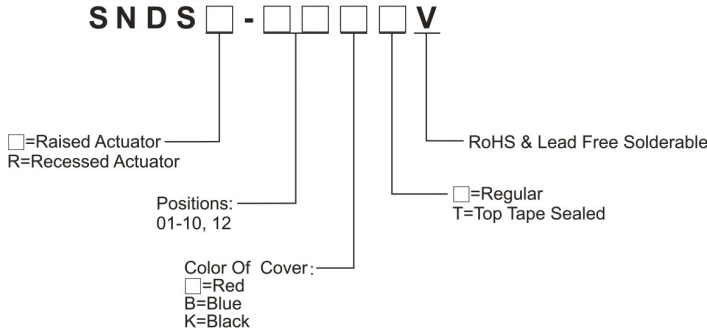 SNDS□-□□□□V
□=Raised Actuator
R=Recessed Actuator
RoHS & Lead Free Solderable
□=Regular
T=Top Tape Sealed
Positions:
01-10, 12
Color Of Cover:
□=Red
B=Blue
K=Black